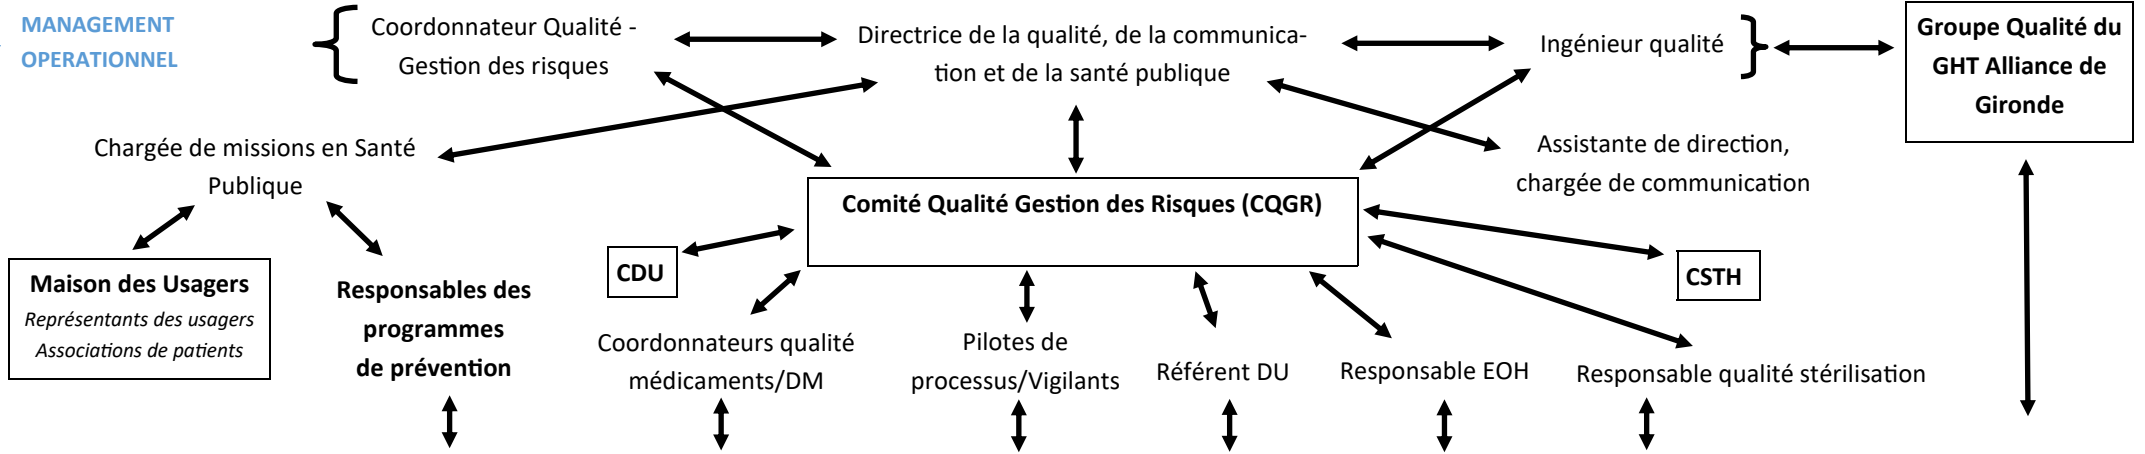 MANAGEMENT
OPERATIONNEL
Coordonnateur Qualité -
Gestion des risques
Directrice de la qualité, de la communica-
tion et de la santé publique
Ingénieur qualité
Groupe Qualité du
GHT Alliance de
Gironde
Chargée de missions en Santé
Publique
Assistante de direction,
chargée de communication
Comité Qualité Gestion des Risques (CQGR)
CDU
CSTH
Maison des Usagers
Représentants des usagers
Associations de patients
Responsables des
programmes
de prévention
Coordonnateurs qualité
médicaments/DM
Pilotes de
processus/Vigilants
Référent DU
Responsable EOH
Responsable qualité stérilisation